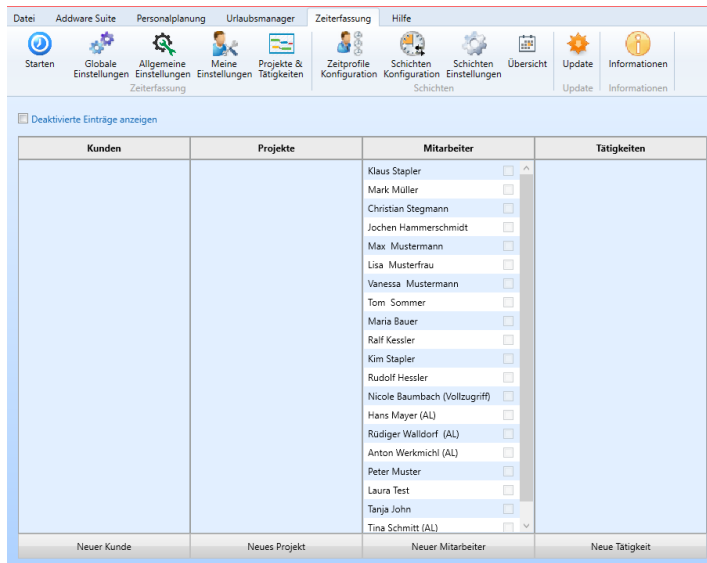 Datei Addware Suite Personalplanung Urlaubsmanager Zeiterfassung Hilfe
Starten Globale Einstellungen Allgemeine Einstellungen Meine Einstellungen Projekte & Tätigkeiten Zeitprofile Konfiguration Schichten Konfiguration Schichten Einstellungen Übersicht Update Informationen
Zeiterfassung Schichten Update Informationen
Deaktivierte Einträge anzeigen
Kunden Projekte Mitarbeiter Tätigkeiten
Klaus Stapler
Mark Müller
Christian Stegmann
Jochen Hammerschmidt
Max Mustermann
Lisa Musterfrau
Vanessa Mustermann
Tom Sommer
Maria Bauer
Ralf Kessler
Kim Stapler
Rudolf Hessler
Nicole Baumbach (Vollzugriff)
Hans Mayer (AL)
Rüdiger Walldorf (AL)
Anton Werkmichl (AL)
Peter Muster
Laura Test
Tanja John
Tina Schmitt (AL)
Neuer Kunde Neues Projekt Neuer Mitarbeiter Neue Tätigkeit